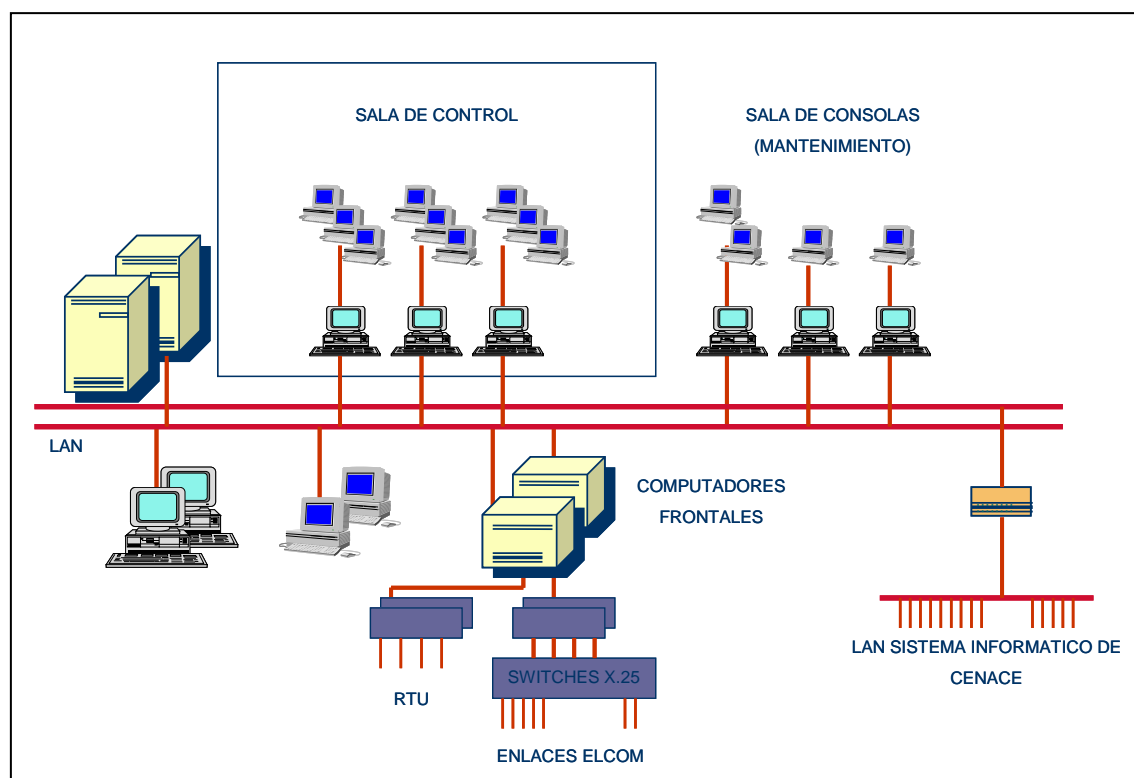 SALA DE CONTROL
SALA DE CONSOLAS
(MANTENIMIENTO)
LAN
COMPUTADORES
FRONTALES
LAN SISTEMA INFORMATICO DE
CENACE
SWITCHES X.25
RTU
ENLACES ELCOM